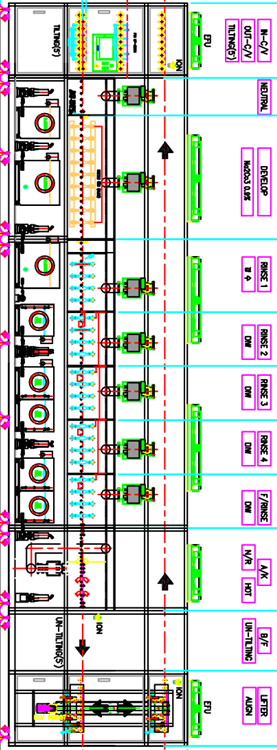 IN-C/V
OUT-C/V
NEUTRAL
DEVELOP
RINSE 1
RINSE 2
DIW
RINSE 3
DIW
RINSE 4
DIW
F/RINSE
DIW
A/K
N/R
HOT
B/F
UN-TILTING
LIFTER
ALIGN
EFU
EFU
ION
ION
ION
UN-TILTING(5)